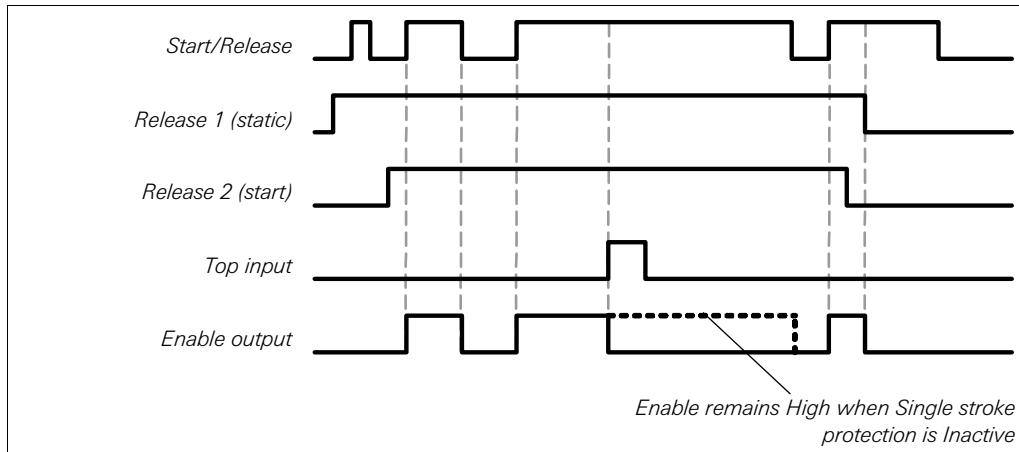 Start/Release
Release 1 (static)
Release 2 (start)
Top input
Enable output
Enable remains High when Single stroke
protection is Inactive